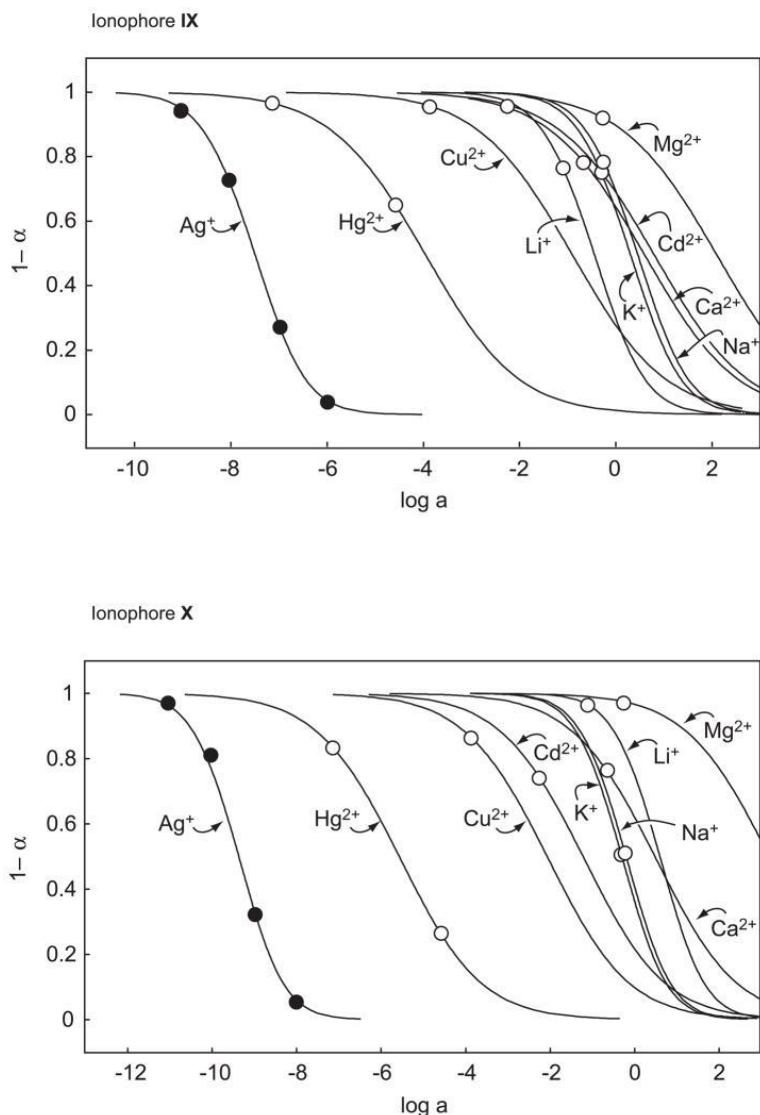 Ionophore IX
1
0.8
0.6
0.4
0.2
0
1– α
Ag⁺
Hg²⁺
Cu²⁺
Li⁺
K⁺
Mg²⁺
Cd²⁺
Ca²⁺
Na⁺
-10 -8 -6 -4 -2 0 2
log a
Ionophore X
1
0.8
0.6
0.4
0.2
0
1– α
Ag⁺
Hg²⁺
Cu²⁺
Cd²⁺
K⁺
Li⁺
Mg²⁺
Na⁺
Ca²⁺
-12 -10 -8 -6 -4 -2 0 2
log a